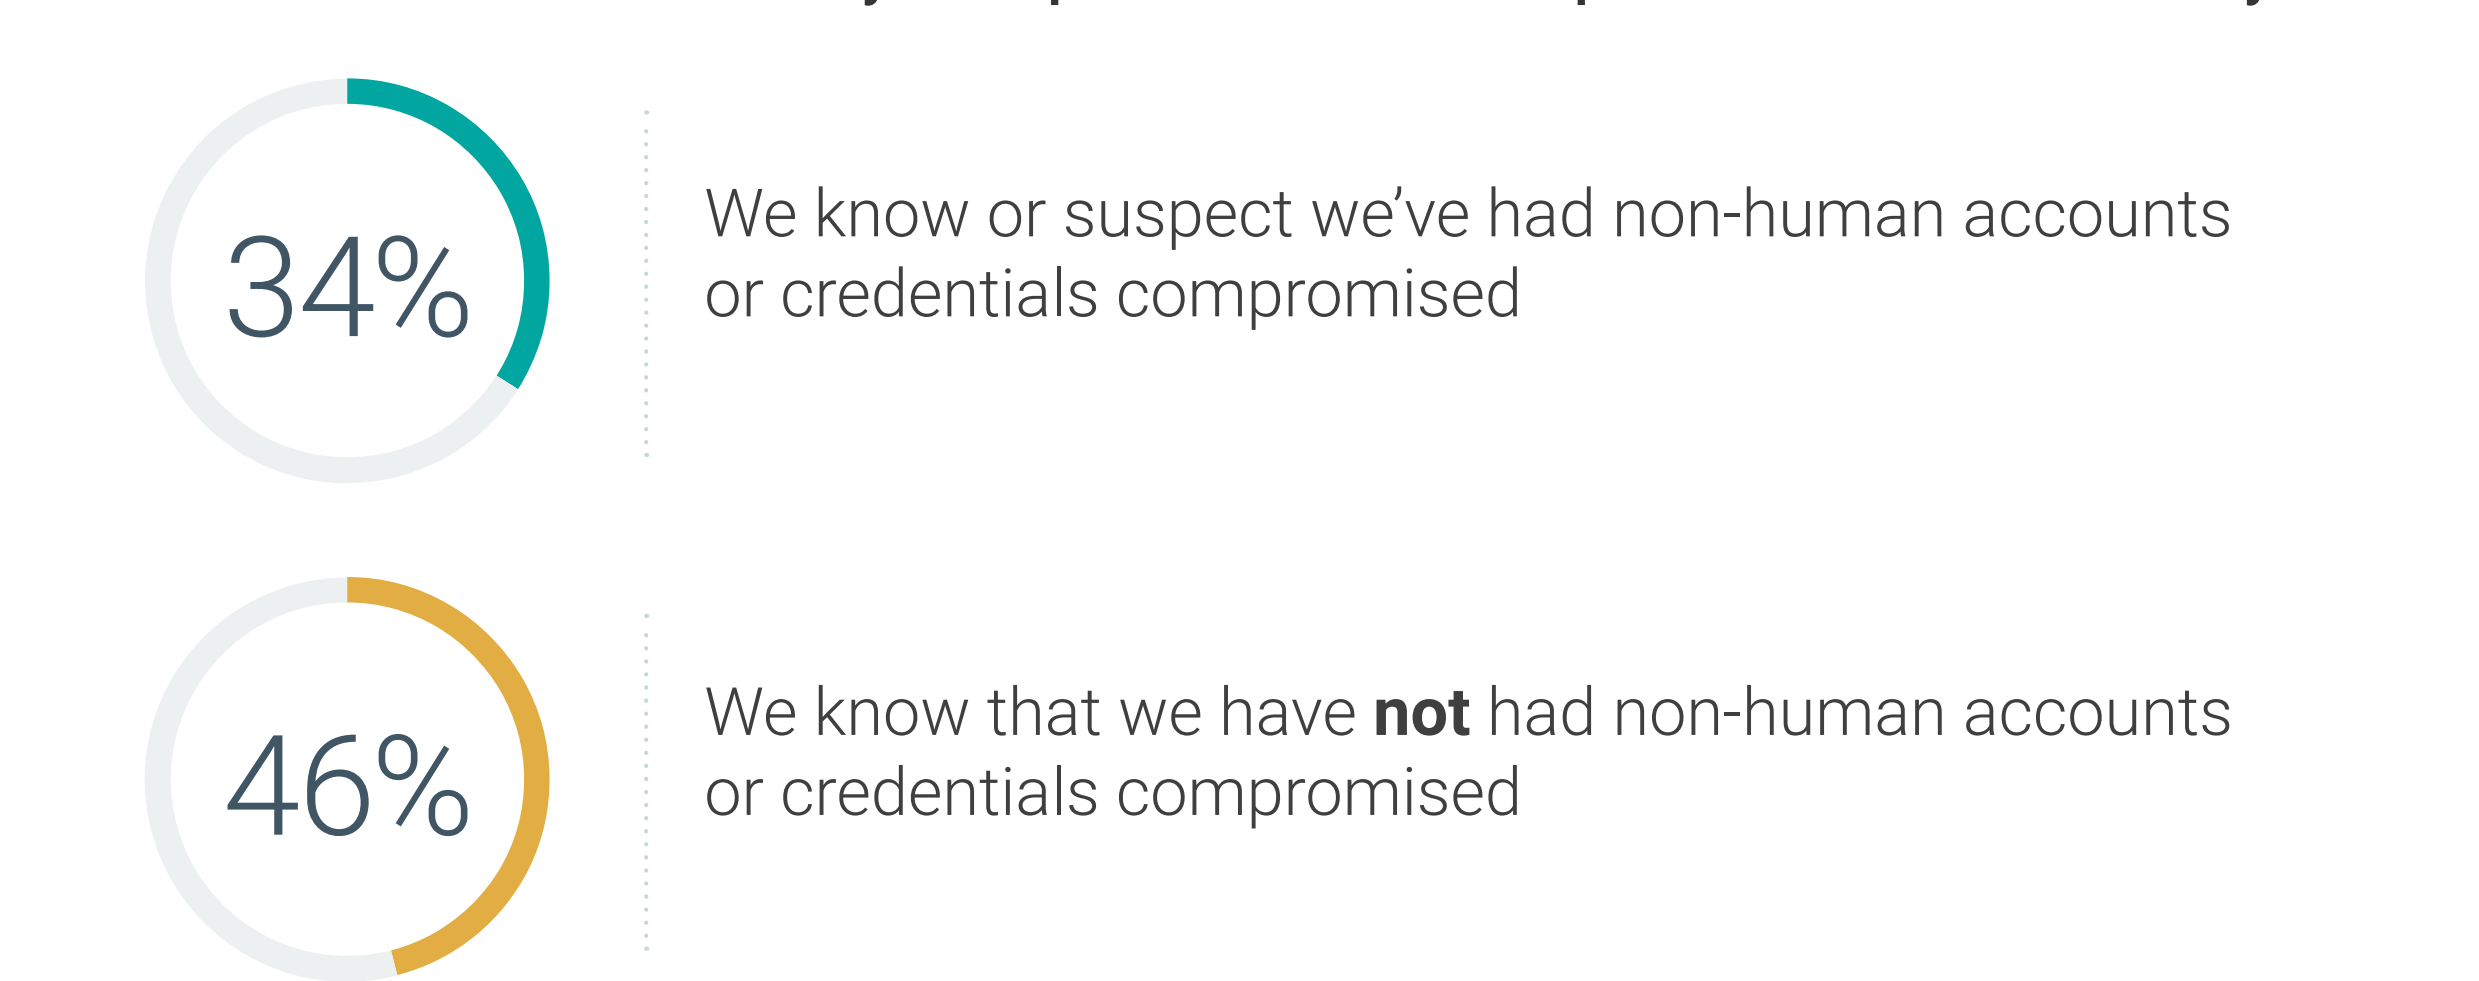 34%
We know or suspect we’ve had non-human accounts
or credentials compromised
46%
We know that we have not had non-human accounts
or credentials compromised